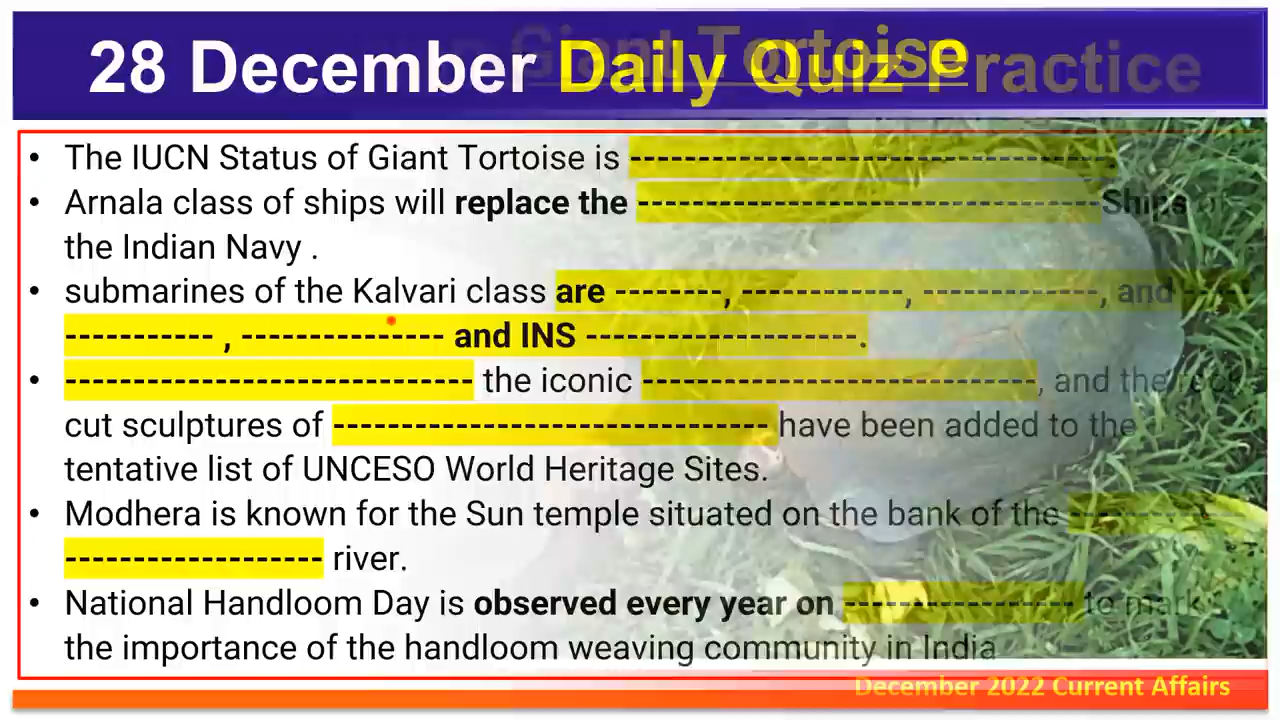 Giant Tortoise
28 December Daily Quiz Practice
• The IUCN Status of Giant Tortoise is -----------------------------------.
• Arnala class of ships will replace the ----------------------------------Ships of
the Indian Navy .
• submarines of the Kalvari class are --------, ------------, -------------, and ----
----------- , --------------- and INS --------------------.
• ------------------------------ the iconic -----------------------------, and the rock-
cut sculptures of -------------------------------- have been added to the
tentative list of UNCESO World Heritage Sites.
• Modhera is known for the Sun temple situated on the bank of the ------------
------------------- river.
• National Handloom Day is observed every year on ----------------- to mark
the importance of the handloom weaving community in India
December 2022 Current Affairs